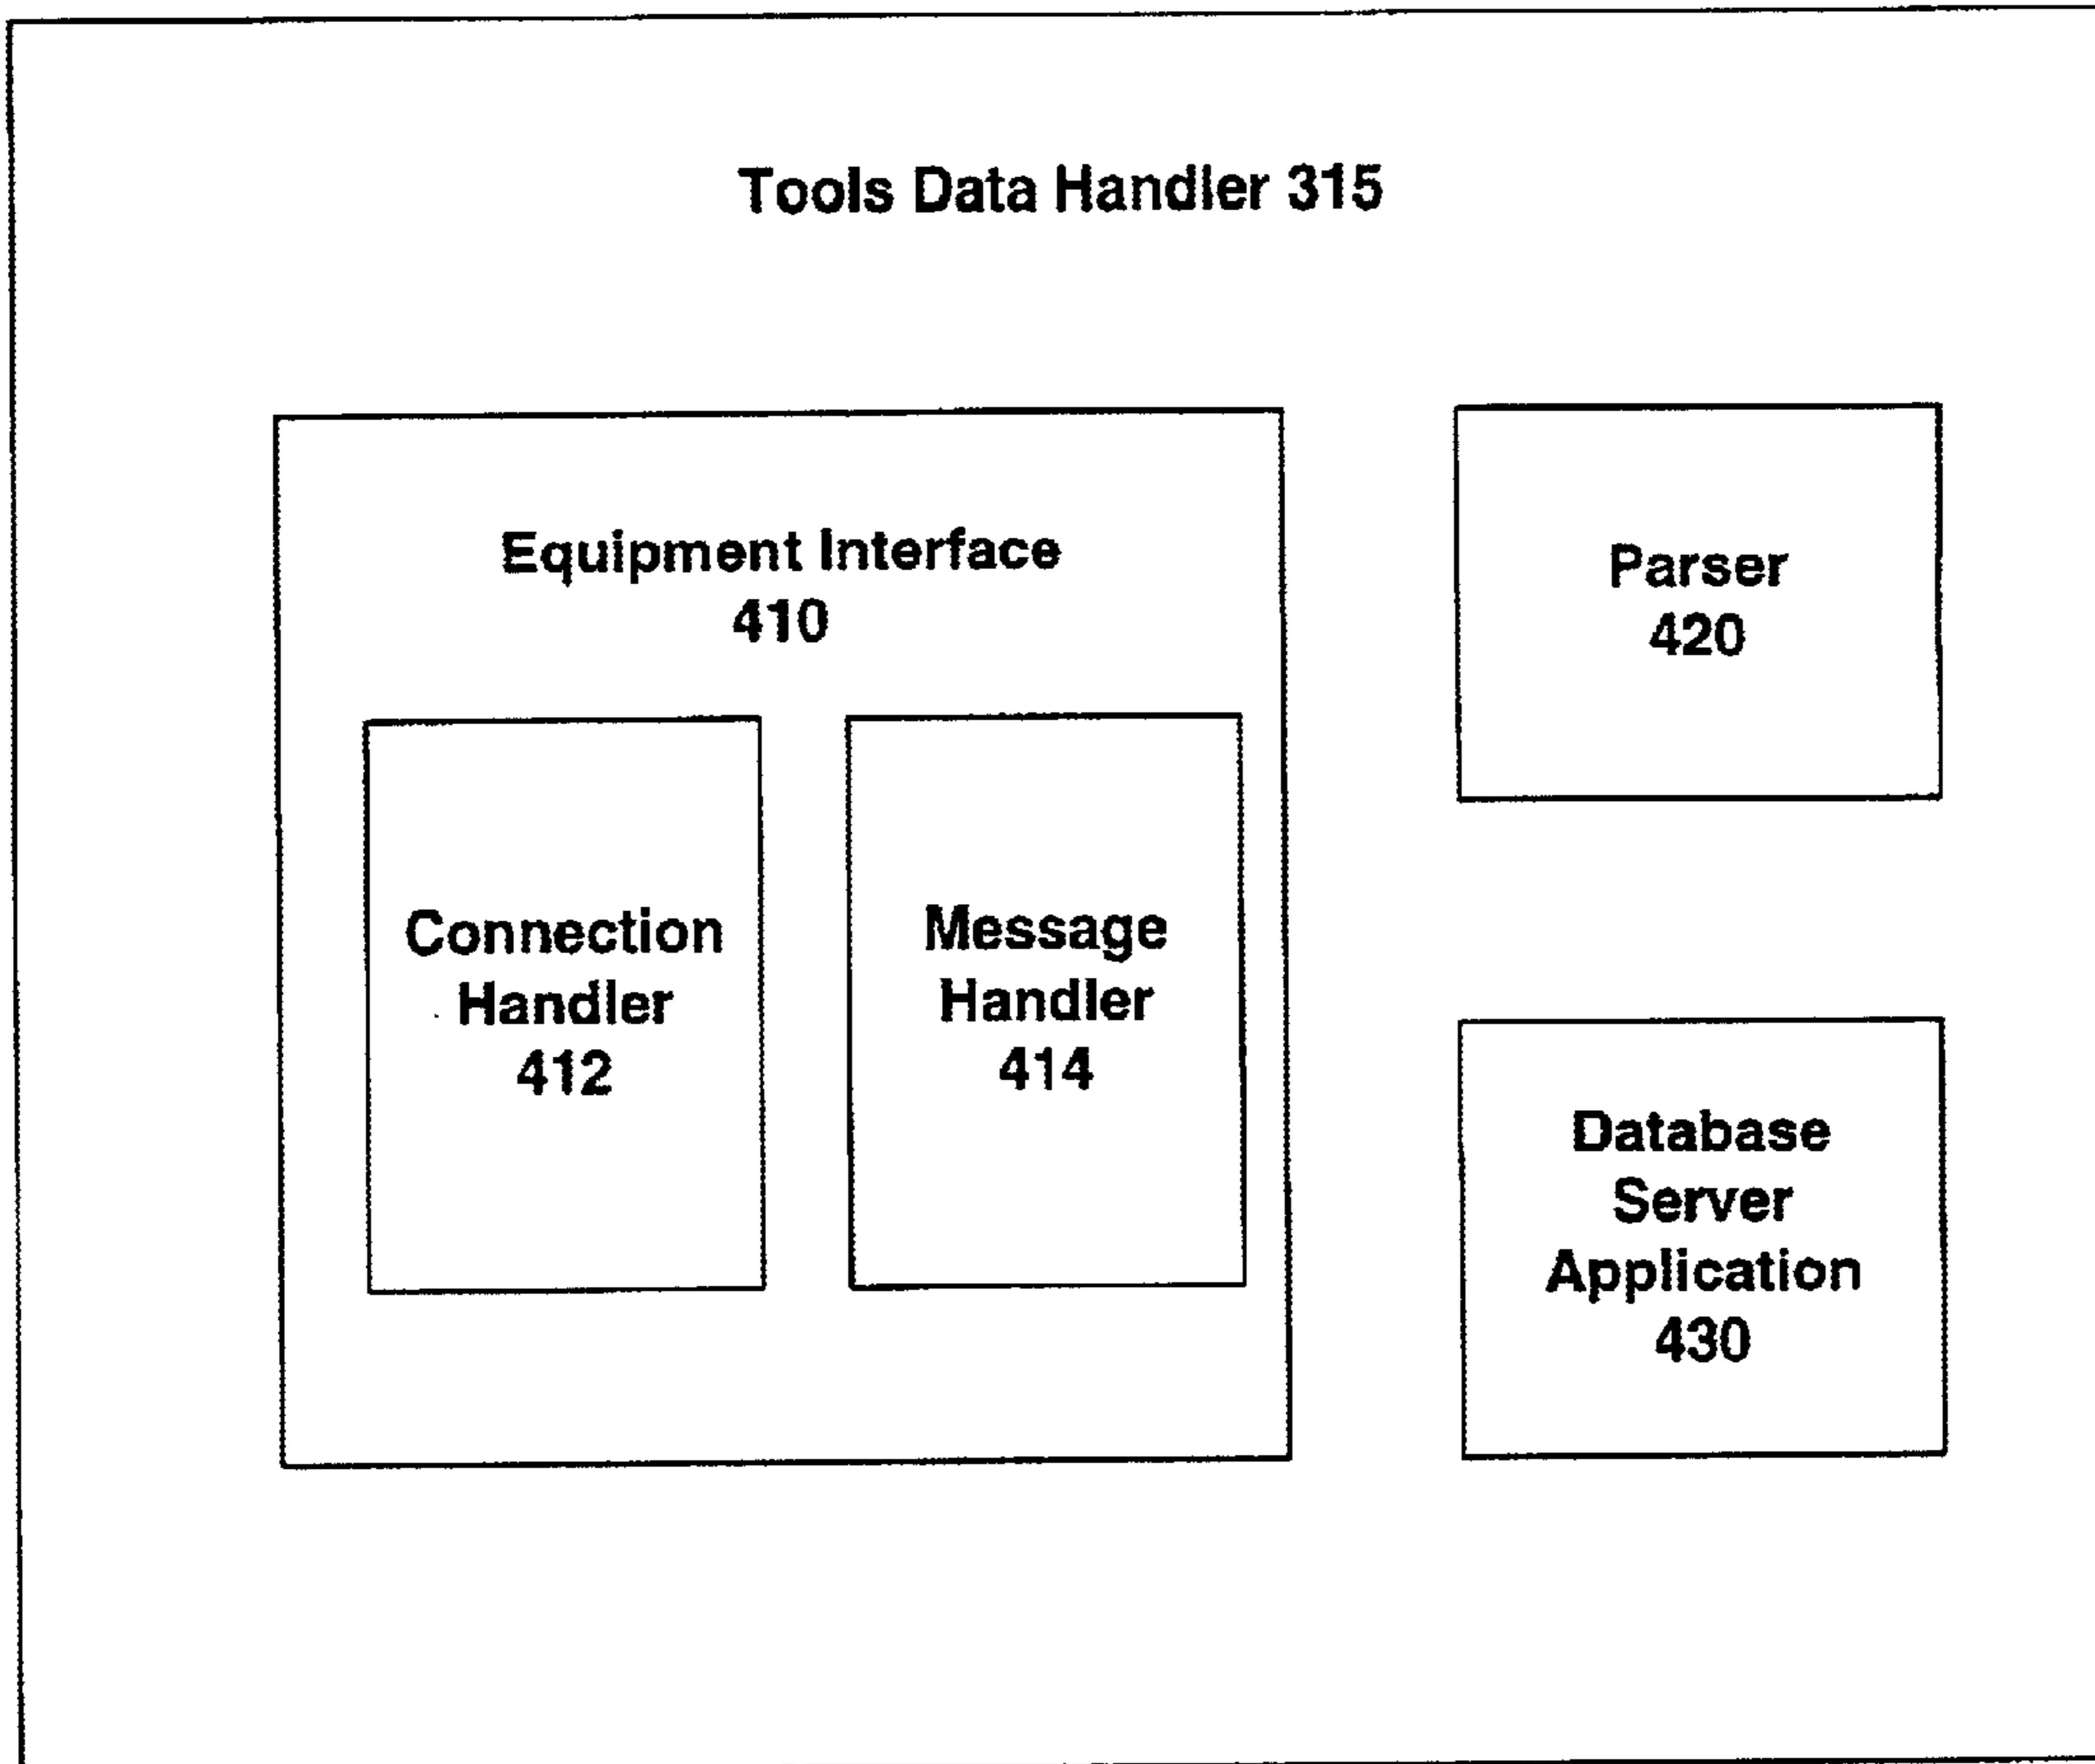 Tools Data Handler 315
Equipment Interface
410
Connection
Handler
412
Message
Handler
414
Parser
420
Database
Server
Application
430